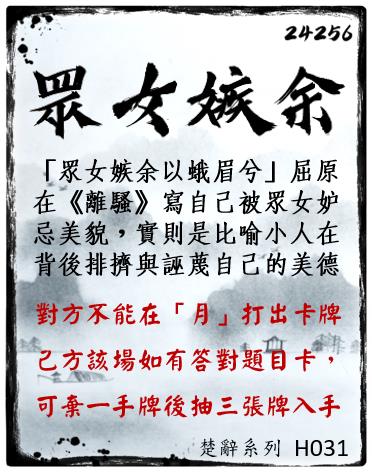 24256
眾女嫉余
「眾女嫉余以蛾眉兮」屈原
在《離騷》寫自己被眾女妒
忌美貌，實則是比喻小人在
背後排擠與誣蔑自己的美德
對方不能在「月」打出卡牌
己方該場如有答對題目卡，
可棄一手牌後抽三張牌入手
楚辭系列 H031